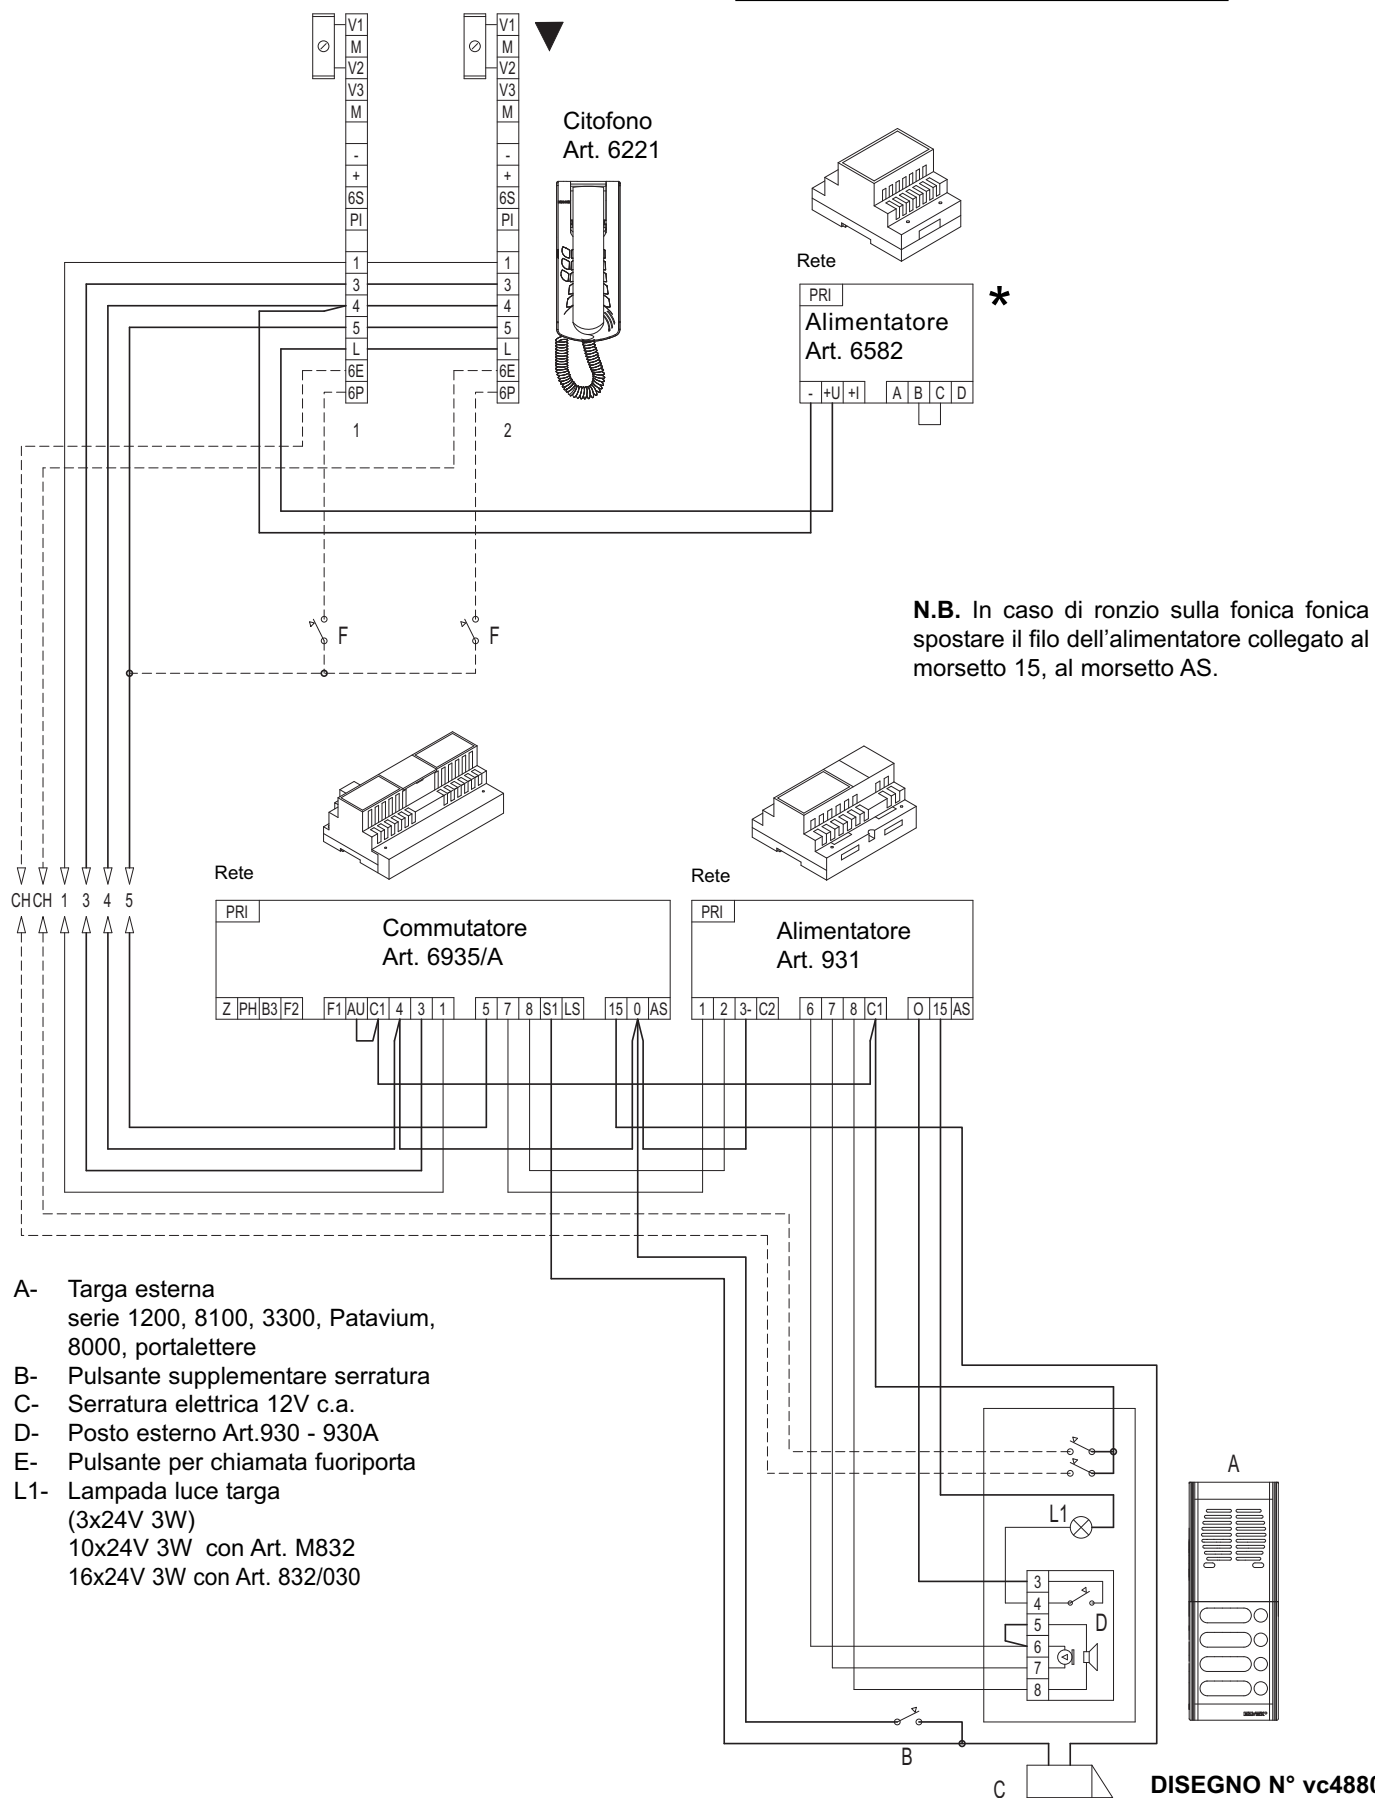 V1 V1
M M
V2 V2
V3 V3
M M
- -
+ +
6S 6S
PI PI
1 1
3 3
4 4
5 5
L L
6E 6E
6P 6P
1 2
Citofono
Art. 6221
Rete
PRI
*
Alimentatore
Art. 6582
- +U +I A B C D
F F
N.B. In caso di ronzio sulla fonica fonica
spostare il filo dell'alimentatore collegato al
morsetto 15, al morsetto AS.
CH CH 1 3 4 5
Rete
PRI
Commutatore
Art. 6935/A
Z PH B3 F2 F1 AU C1 4 3 1 5 7 8 S1 LS 15 0 AS
Rete
PRI
Alimentatore
Art. 931
1 2 3- C2 6 7 8 C1 O 15 AS
A- Targa esterna
serie 1200, 8100, 3300, Patavium,
8000, portalettere
B- Pulsante supplementare serratura
C- Serratura elettrica 12V c.a.
D- Posto esterno Art.930 - 930A
E- Pulsante per chiamata fuoriporta
L1- Lampada luce targa
(3x24V 3W)
10x24V 3W con Art. M832
16x24V 3W con Art. 832/030
A
L1
3
4
5
6
7
8
D
B
C
DISEGNO N° vc4880